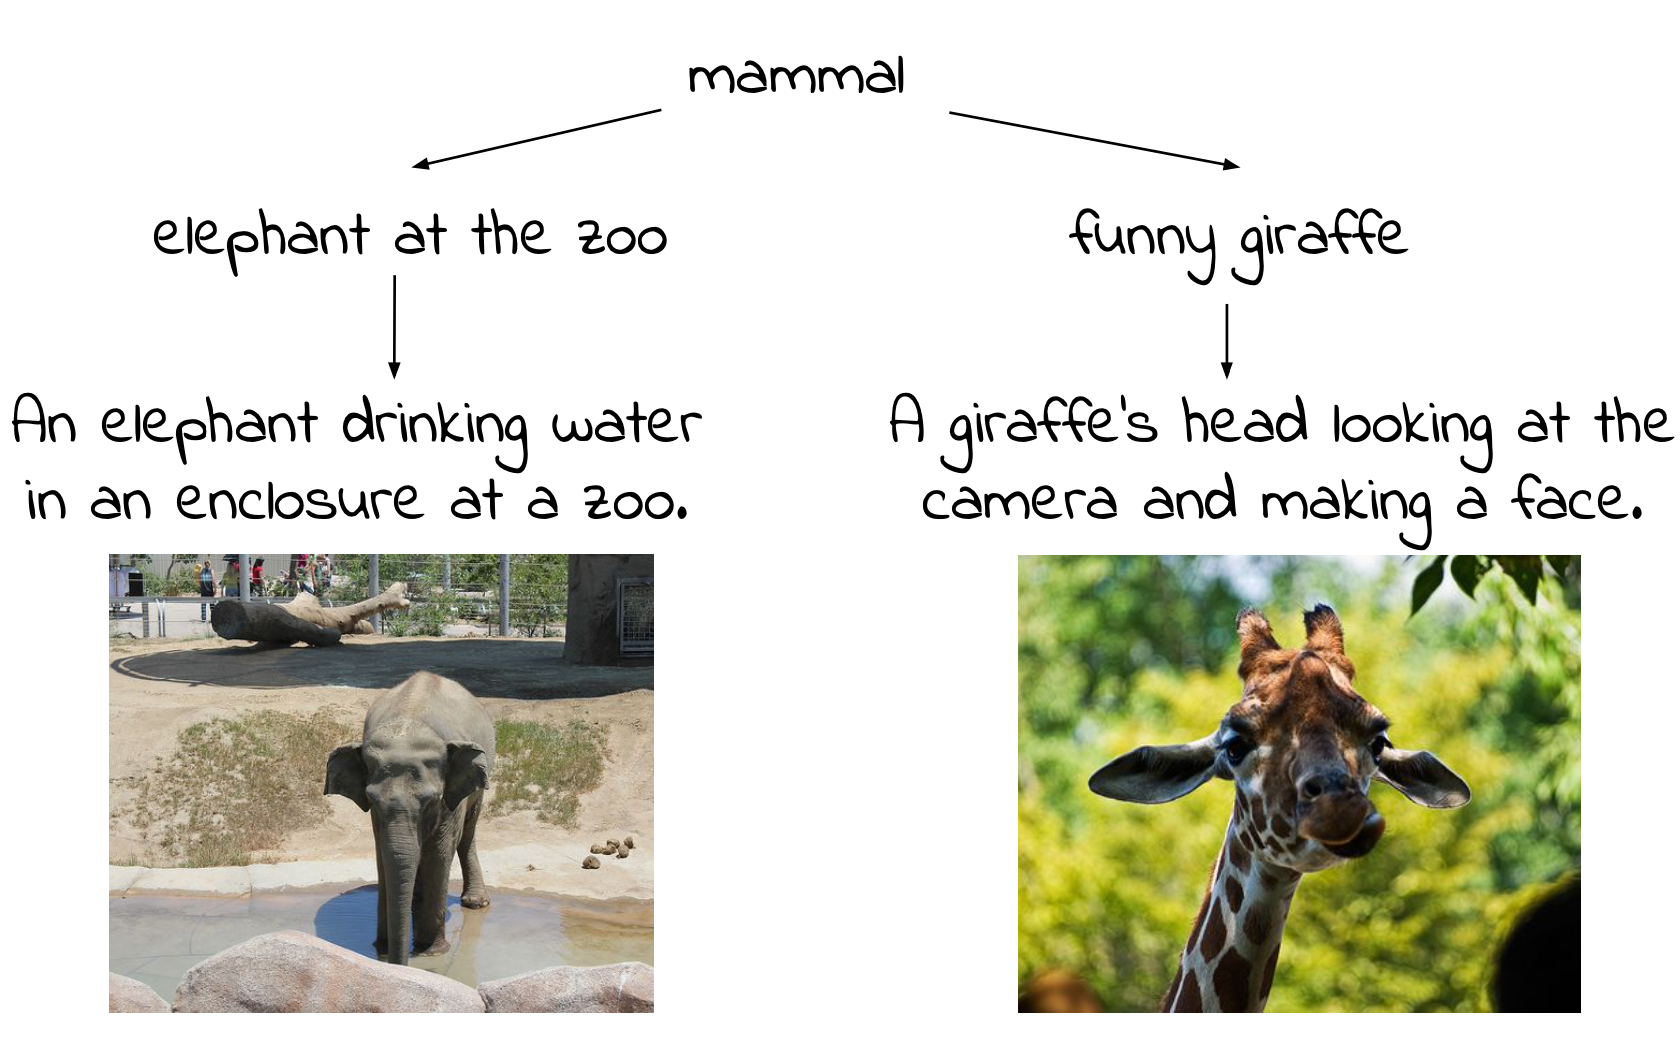 mammal
elephant at the zoo
funny giraffe
An elephant drinking water
in an enclosure at a zoo.
A giraffe's head looking at the
camera and making a face.